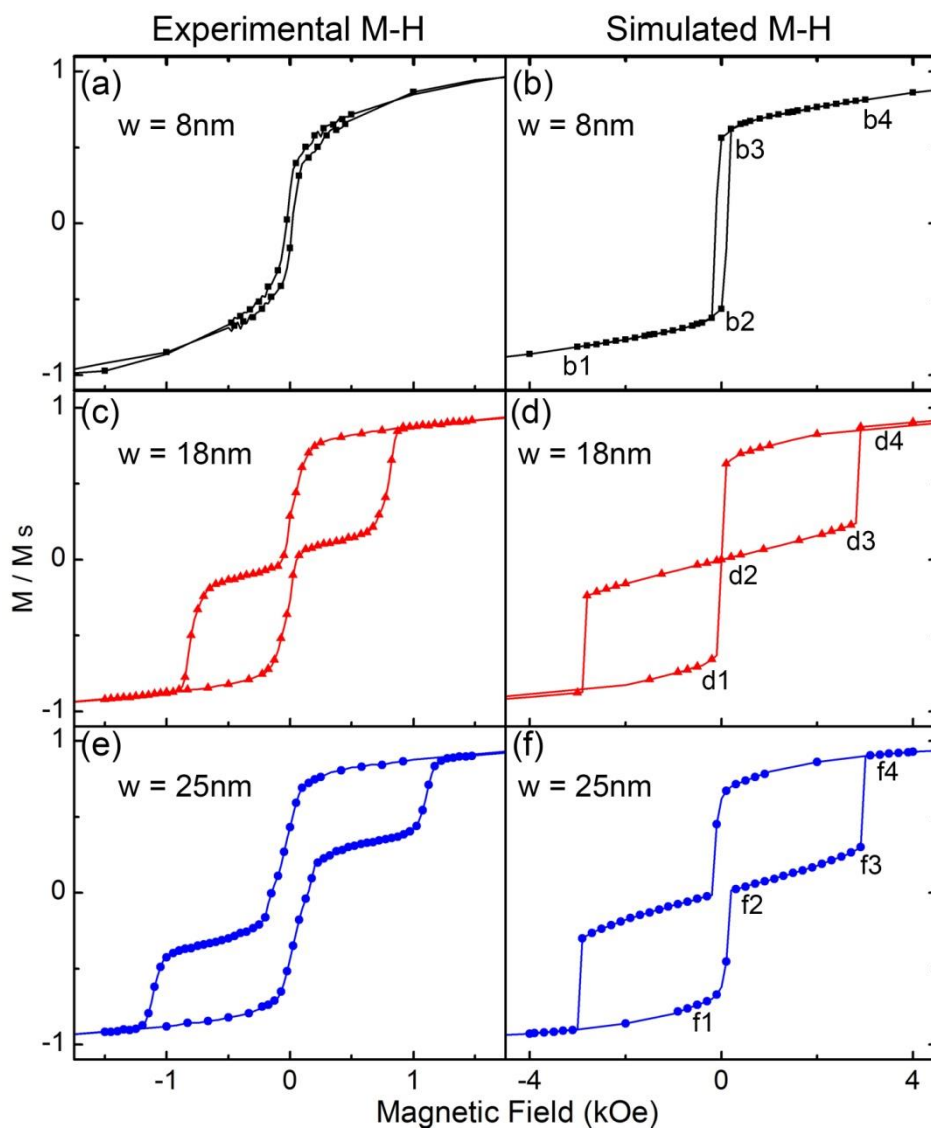 Experimental M-H
Simulated M-H
(a)
w = 8nm
1
0
-1
(b)
w = 8nm
b4
b3
b2
b1
(c)
w = 18nm
1
0
-1
(d)
w = 18nm
d4
d3
d2
d1
(e)
w = 25nm
1
0
-1
(f)
w = 25nm
f4
f3
f2
f1
M / Ms
-1 0 1
-4 0 4
Magnetic Field (kOe)